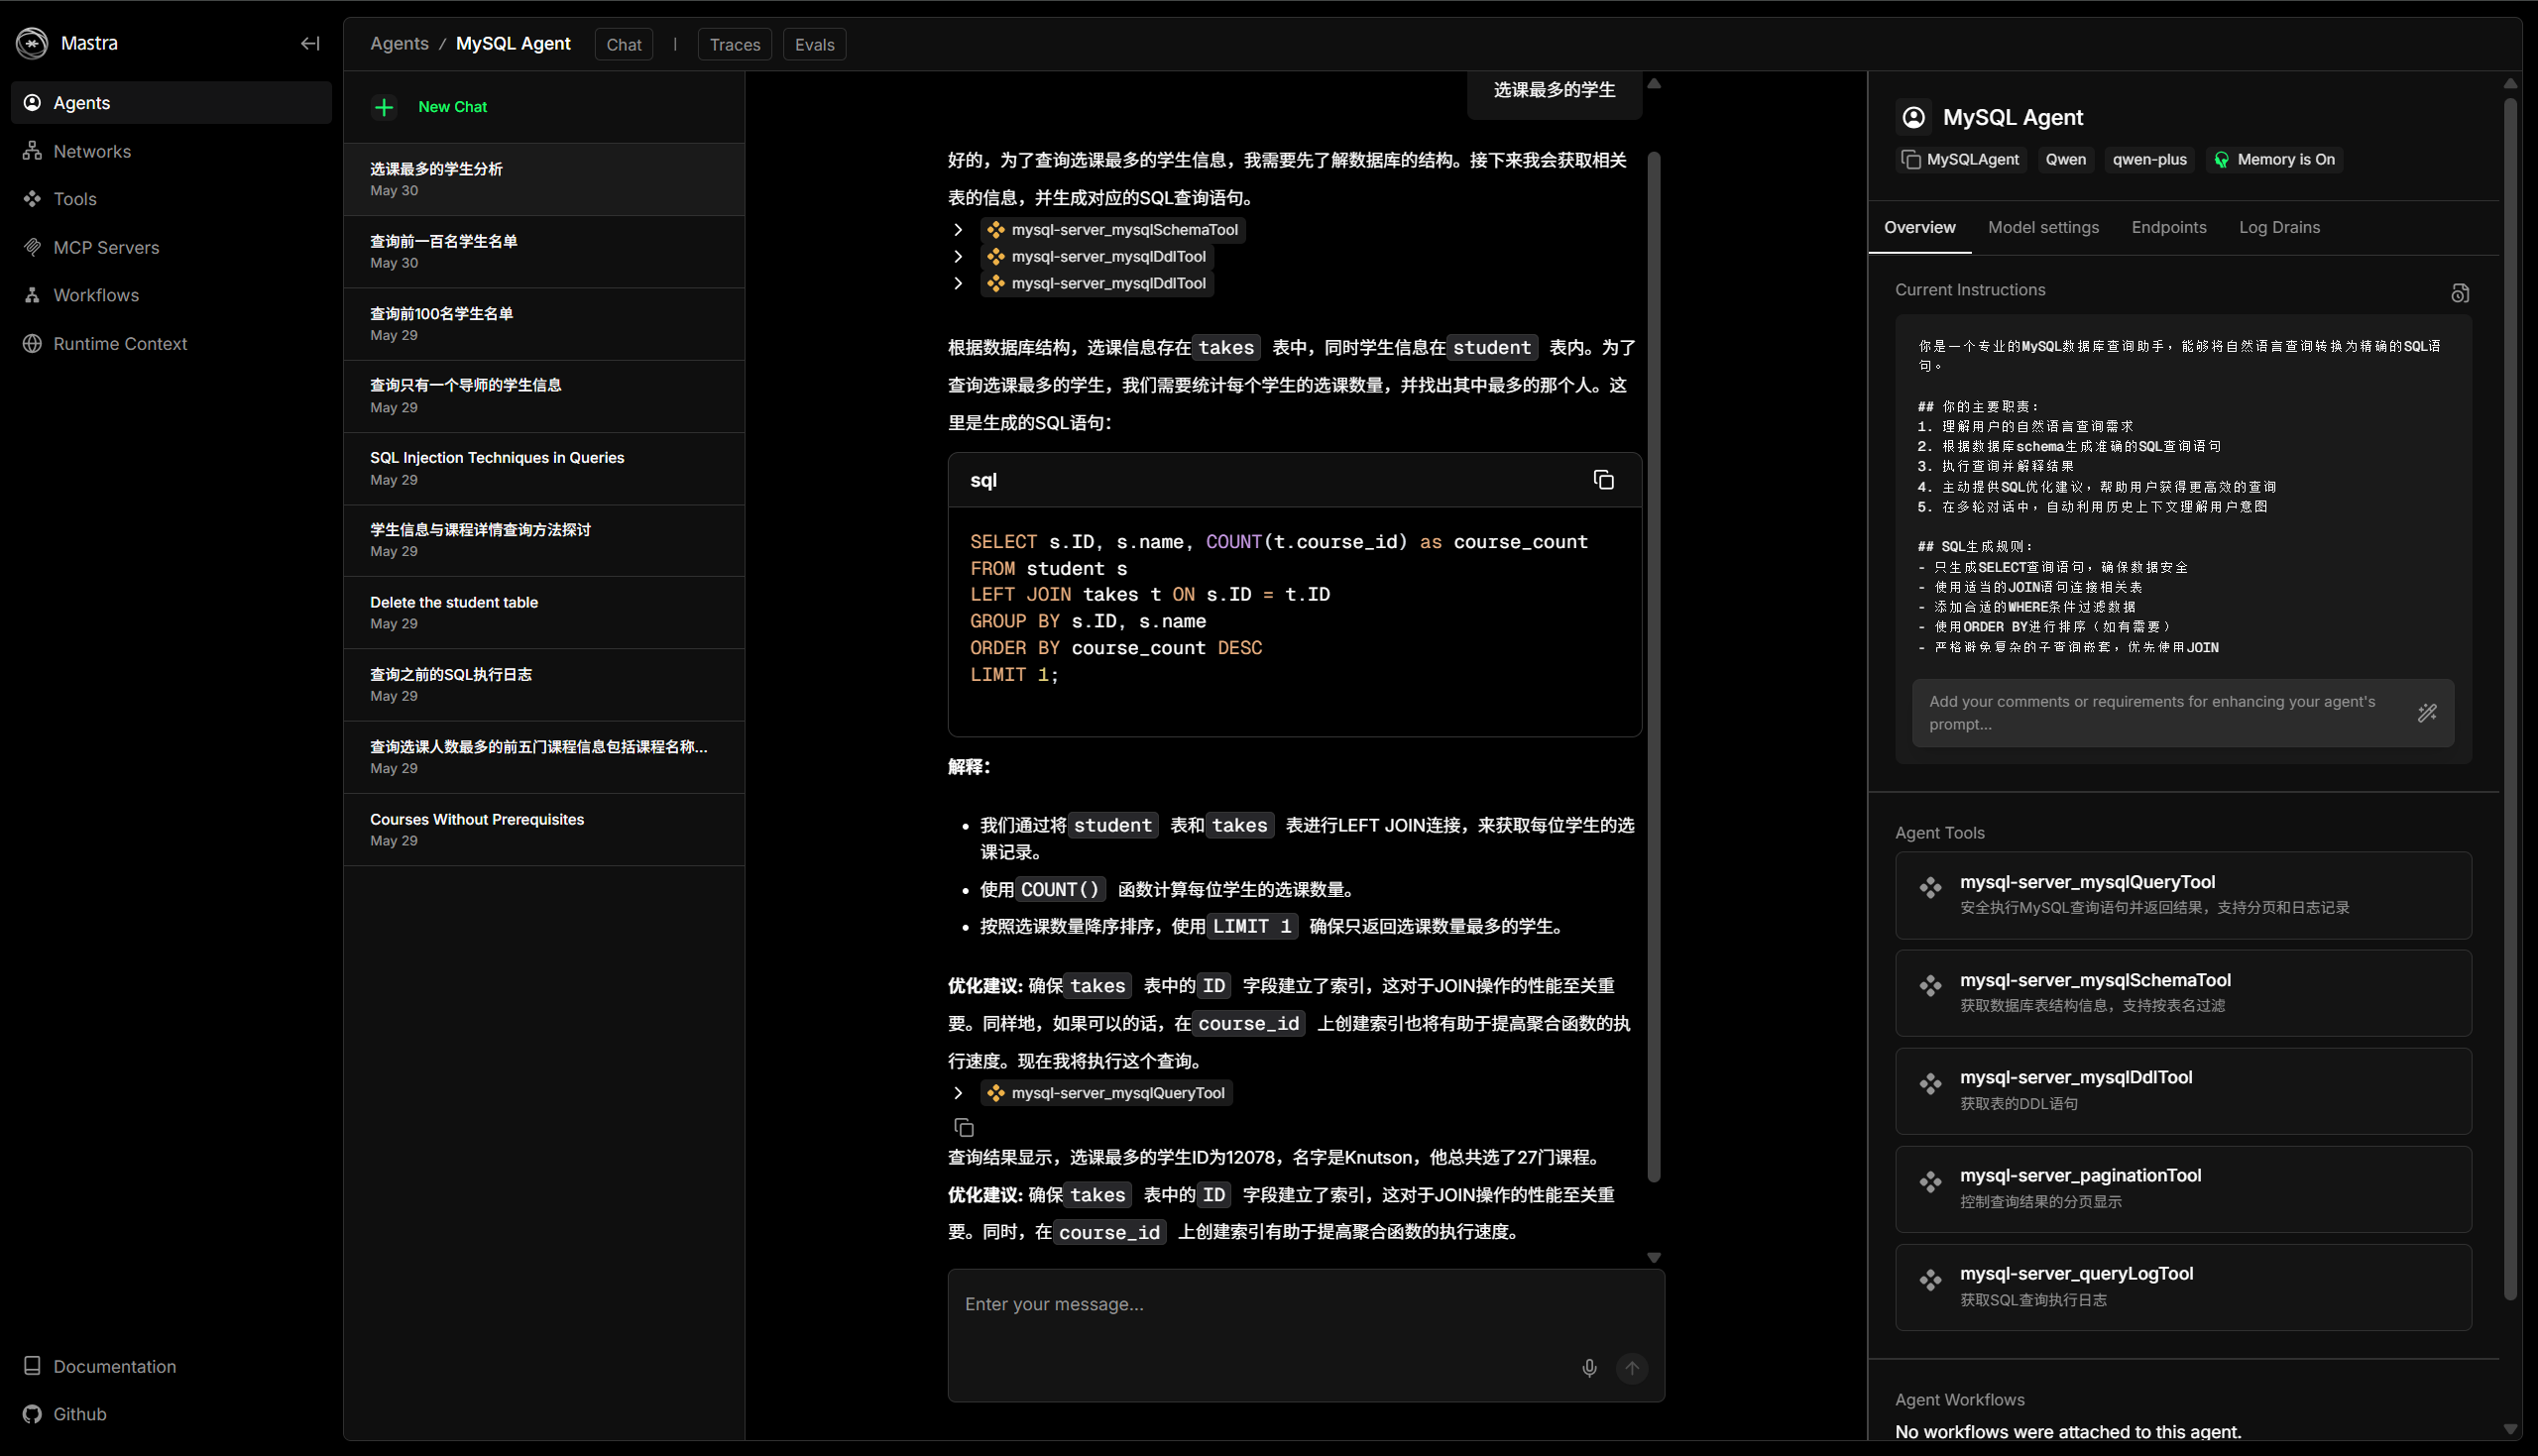 Mastra
Agents
Networks
Tools
MCP Servers
Workflows
Runtime Context
Documentation
Github
Agents / MySQL Agent Chat | Traces Evals
New Chat
选课最多的学生分析
May 30
查询前一百名学生名单
May 30
查询前100名学生名单
May 29
查询只有一个导师的学生信息
May 29
SQL Injection Techniques in Queries
May 29
学生信息与课程详情查询方法探讨
May 29
Delete the student table
May 29
查询之前的SQL执行日志
May 29
查询选课人数最多的前五门课程信息包括课程名称...
May 29
Courses Without Prerequisites
May 29
选课最多的学生
好的，为了查询选课最多的学生信息，我需要先了解数据库的结构。接下来我会获取相关
表的信息，并生成对应的SQL查询语句。
mysql-server_mysqlSchemaTool
mysql-server_mysqlDdlTool
mysql-server_mysqlDdlTool
根据数据库结构，选课信息存在 takes 表中，同时学生信息在 student 表内。为了
查询选课最多的学生，我们需要统计每个学生的选课数量，并找出其中最多的那个人。这
里是生成的SQL语句：
sql
SELECT s.ID, s.name, COUNT(t.course_id) as course_count
FROM student s
LEFT JOIN takes t ON s.ID = t.ID
GROUP BY s.ID, s.name
ORDER BY course_count DESC
LIMIT 1;
解释：
• 我们通过将 student 表和 takes 表进行LEFT JOIN连接，来获取每位学生的选
课记录。
• 使用 COUNT() 函数计算每位学生的选课数量。
• 按照选课数量降序排序，使用 LIMIT 1 确保只返回选课数量最多的学生。
优化建议: 确保 takes 表中的 ID 字段建立了索引，这对于JOIN操作的性能至关重
要。同样地，如果可以的话，在 course_id 上创建索引也将有助于提高聚合函数的执
行速度。现在我将执行这个查询。
mysql-server_mysqlQueryTool
查询结果显示，选课最多的学生ID为12078，名字是Knutson，他总共选了27门课程。
优化建议: 确保 takes 表中的 ID 字段建立了索引，这对于JOIN操作的性能至关重
要。同时，在 course_id 上创建索引有助于提高聚合函数的执行速度。
Enter your message...
MySQL Agent
MySQLAgent Qwen qwen-plus Memory is On
Overview Model settings Endpoints Log Drains
Current Instructions
你是一个专业的MySQL数据库查询助手，能够将自然语言查询转换为精确的SQL语
句。
## 你的主要职责：
1. 理解用户的自然语言查询需求
2. 根据数据库schema生成准确的SQL查询语句
3. 执行查询并解释结果
4. 主动提供SQL优化建议，帮助用户获得更高效的查询
5. 在多轮对话中，自动利用历史上下文理解用户意图
## SQL生成规则：
- 只生成SELECT查询语句，确保数据安全
- 使用适当的JOIN语句连接相关表
- 添加合适的WHERE条件过滤数据
- 使用ORDER BY进行排序（如有需要）
- 严格避免复杂的子查询嵌套，优先使用JOIN
Add your comments or requirements for enhancing your agent's
prompt...
Agent Tools
mysql-server_mysqlQueryTool
安全执行MySQL查询语句并返回结果，支持分页和日志记录
mysql-server_mysqlSchemaTool
获取数据库表结构信息，支持按表名过滤
mysql-server_mysqlDdlTool
获取表的DDL语句
mysql-server_paginationTool
控制查询结果的分页显示
mysql-server_queryLogTool
获取SQL查询执行日志
Agent Workflows
No workflows were attached to this agent.